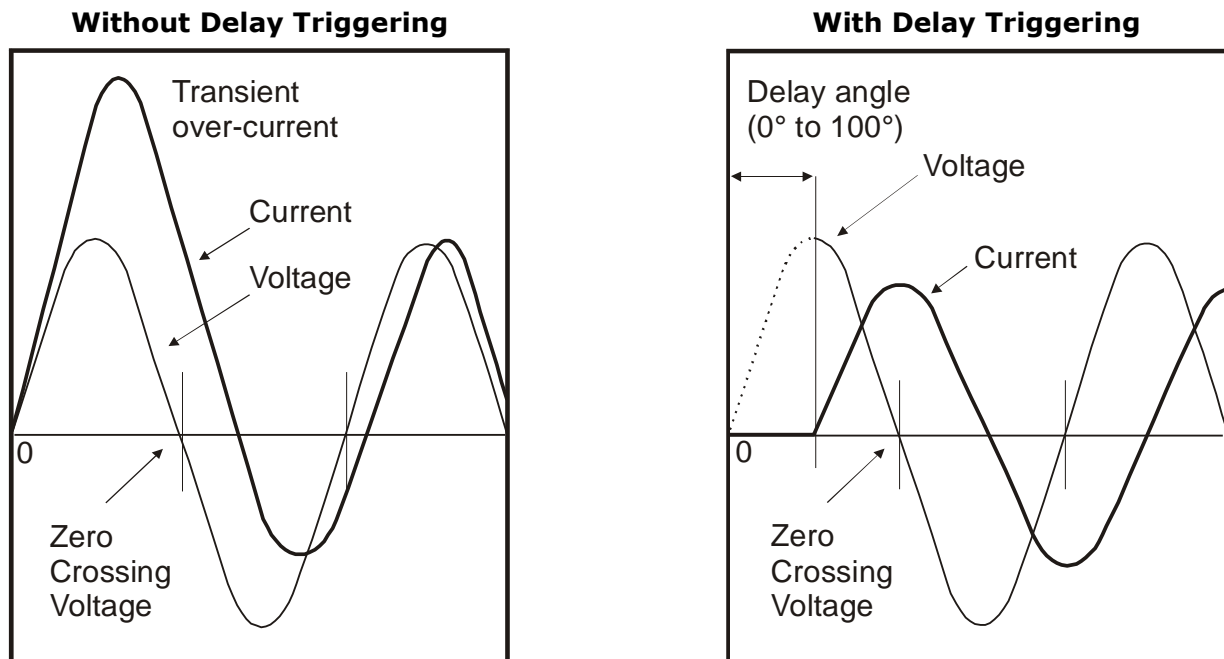 Without Delay Triggering
Transient
over-current
Current
Voltage
0
Zero
Crossing
Voltage
With Delay Triggering
Delay angle
(0° to 100°)
Voltage
Current
0
Zero
Crossing
Voltage